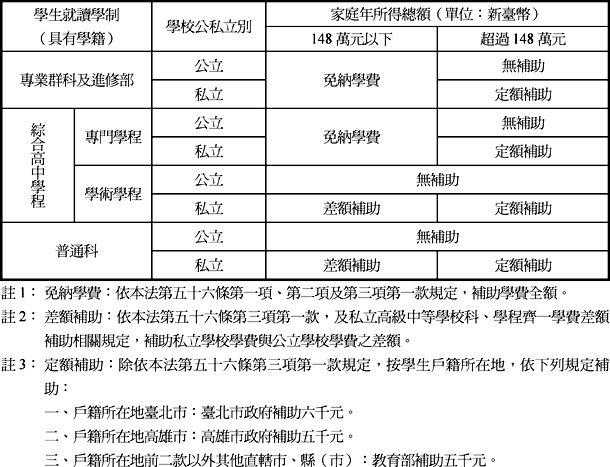 學生就讀學制
（具有學籍）
學校公私立別
家庭年所得總額（單位：新臺幣）
148 萬元以下
超過 148 萬元
專業群科及進修部
公立
免納學費
無補助
私立
定額補助
綜合高中學程
專門學程
公立
免納學費
無補助
私立
定額補助
學術學程
公立
無補助
私立
差額補助
定額補助
普通科
公立
無補助
私立
差額補助
定額補助
註 1： 免納學費：依本法第五十六條第一項、第二項及第三項第一款規定，補助學費全額。
註 2： 差額補助：依本法第五十六條第三項第一款，及私立高級中等學校科、學程齊一學費差額
補助相關規定，補助私立學校學費與公立學校學費之差額。
註 3： 定額補助：除依本法第五十六條第三項第一款規定，按學生戶籍所在地，依下列規定補
助：
一、戶籍所在地臺北市：臺北市政府補助六千元。
二、戶籍所在地高雄市：高雄市政府補助五千元。
三、戶籍所在地前二款以外其他直轄市、縣（市）：教育部補助五千元。